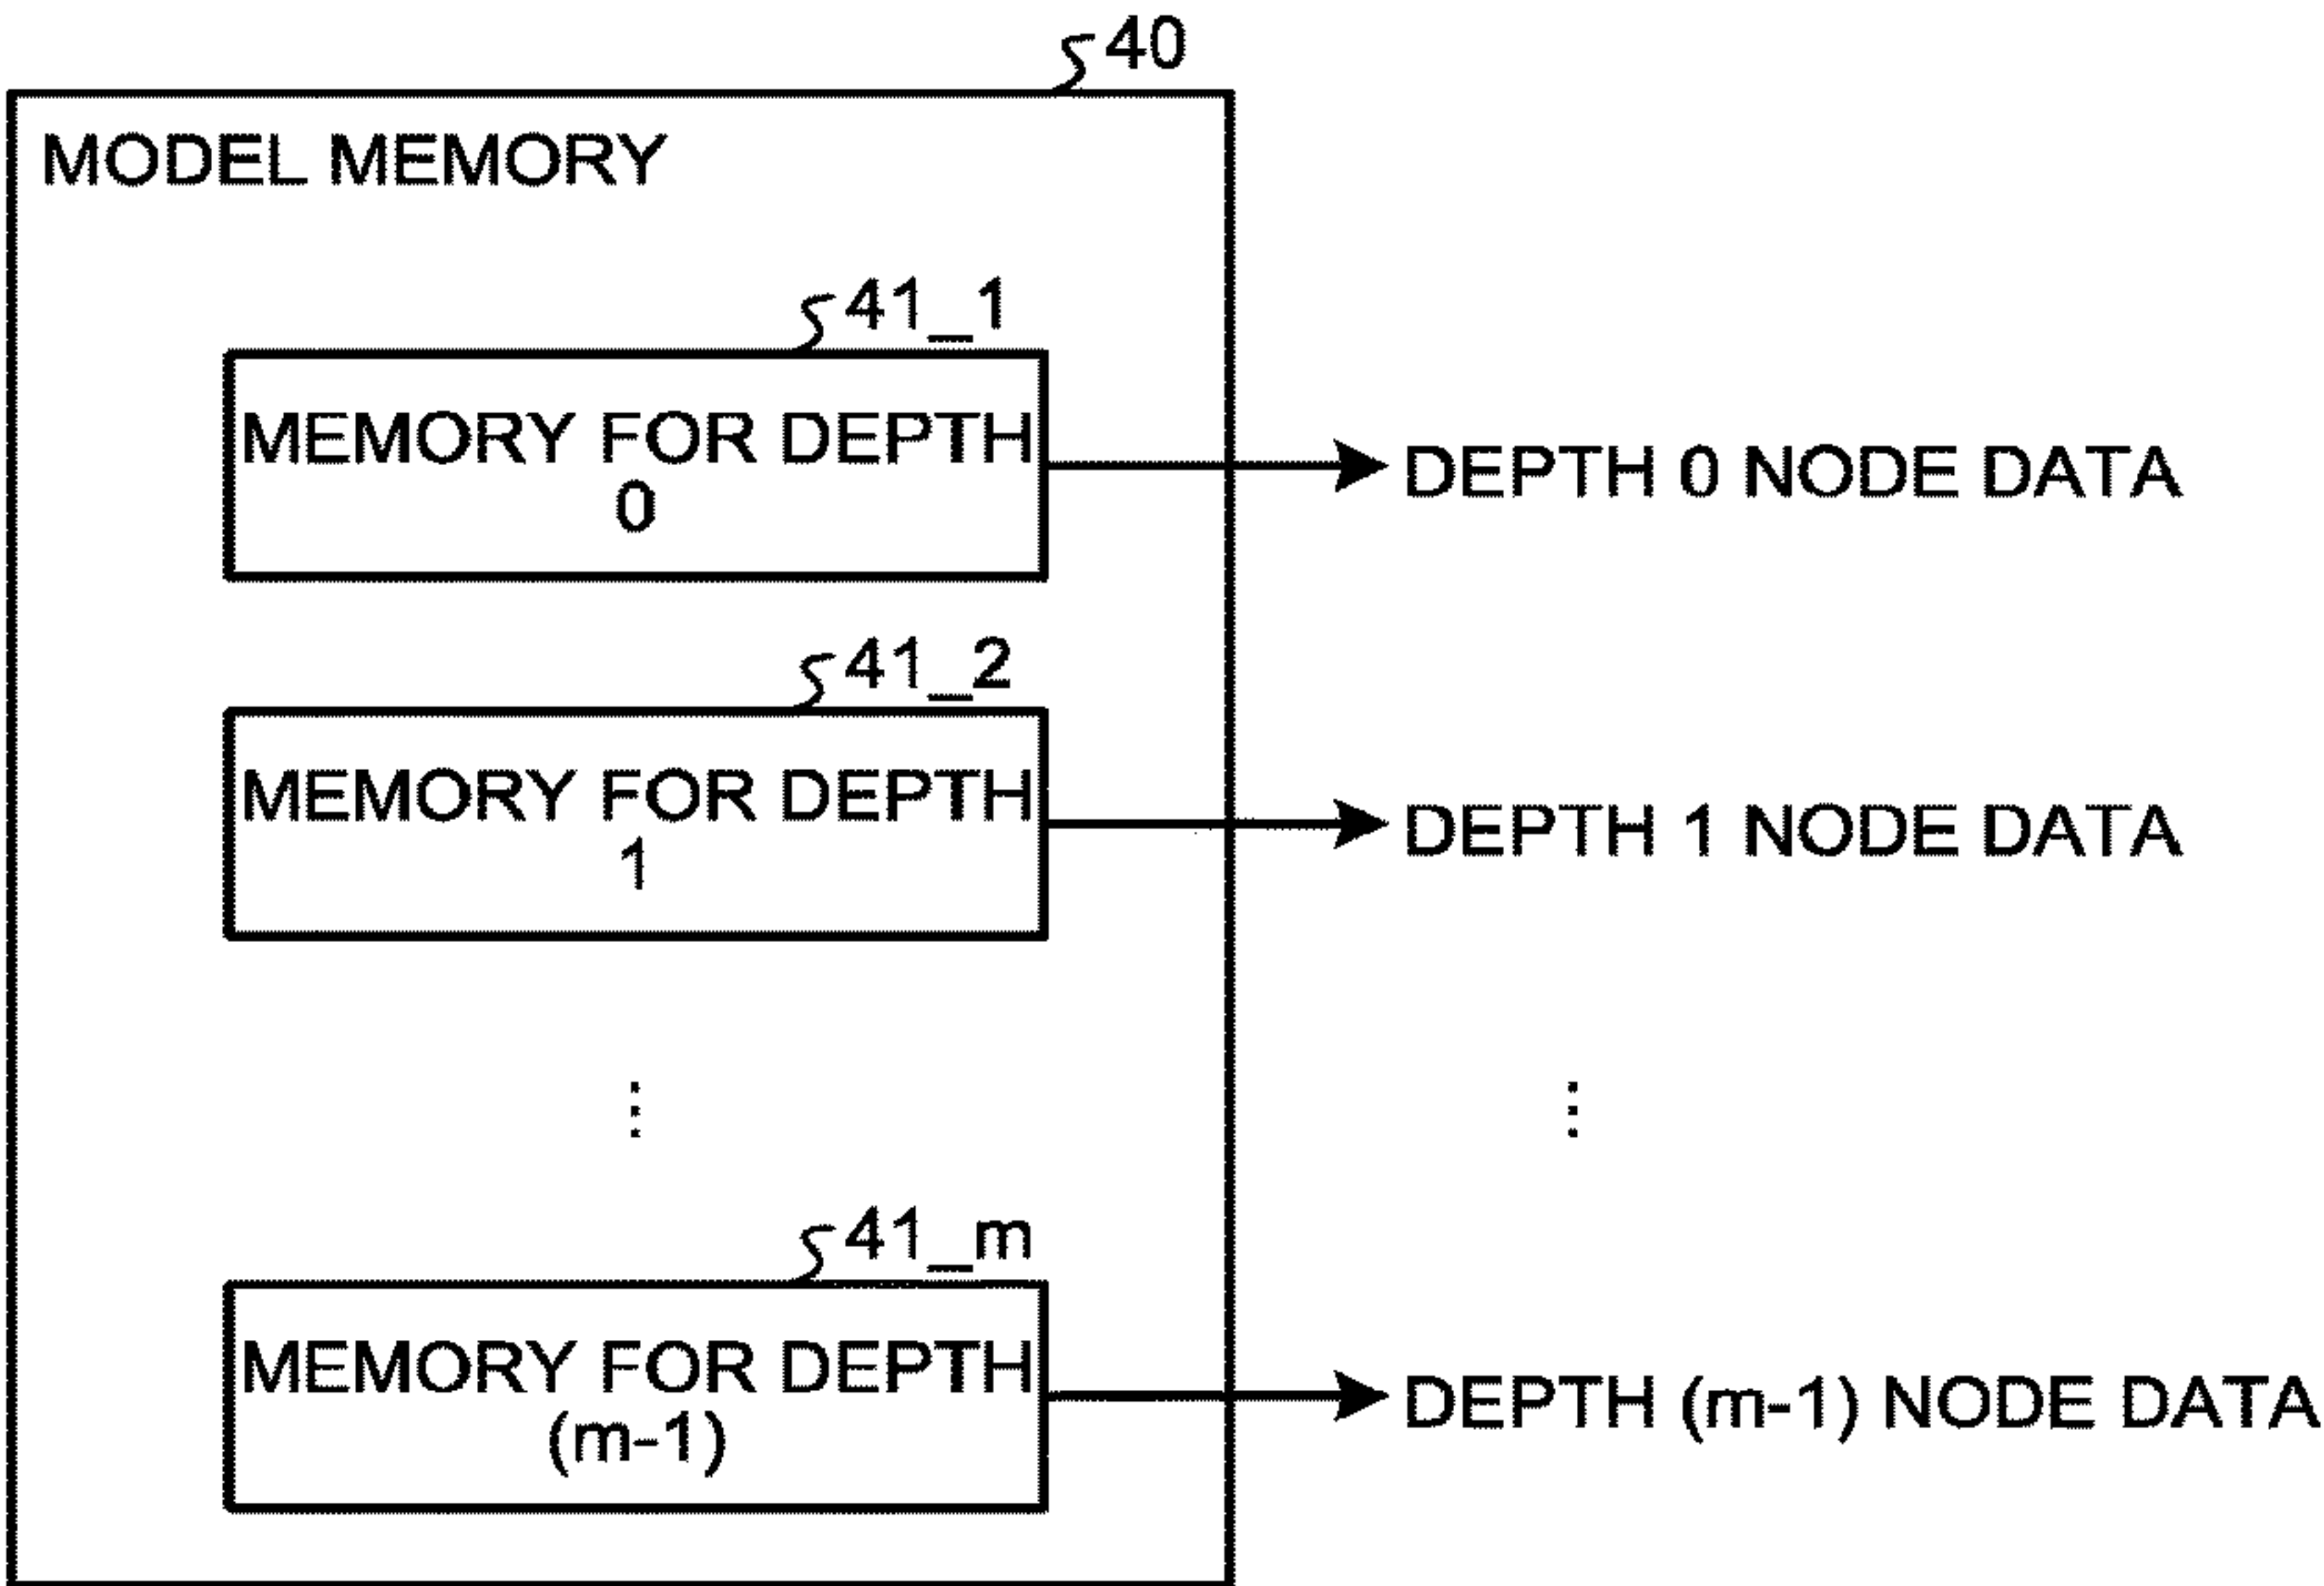 40
MODEL MEMORY
41_1
MEMORY FOR DEPTH
0
DEPTH 0 NODE DATA
41_2
MEMORY FOR DEPTH
1
DEPTH 1 NODE DATA
⋮ ⋮
41_m
MEMORY FOR DEPTH
(m-1)
DEPTH (m-1) NODE DATA